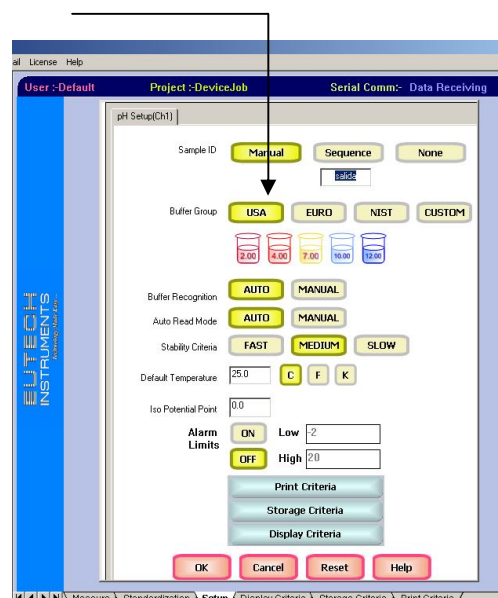 ail License Help
User :-Default Project :-DeviceJob Serial Comm:- Data Receiving
pH Setup(Ch1)
Sample ID Manual Sequence None
salida
Buffer Group USA EURO NIST CUSTOM
2.00 4.00 7.00 10.00 12.00
Buffer Recognition AUTO MANUAL
Auto Read Mode AUTO MANUAL
Stability Criteria FAST MEDIUM SLOW
Default Temperature 25.0 C F K
Iso Potential Point 0.0
Alarm Limits ON Low -2
OFF High 20
Print Criteria
Storage Criteria
Display Criteria
OK Cancel Reset Help
Measure Standardization Setup Display Criteria Storage Criteria Print Criteria
EUTECH
INSTRUMENTS
Technology Made Easy...